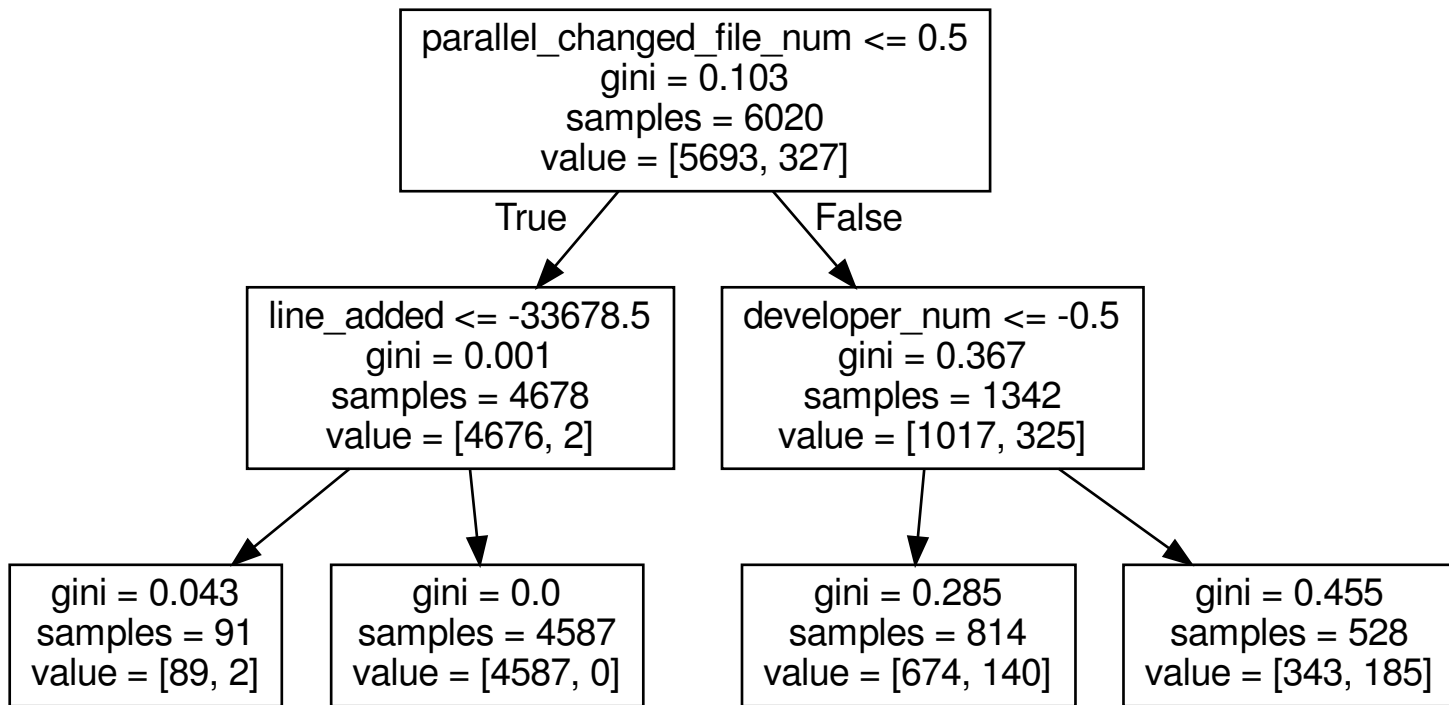 parallel_changed_file_num <= 0.5
gini = 0.103
samples = 6020
value = [5693, 327]
True
False
line_added <= -33678.5
gini = 0.001
samples = 4678
value = [4676, 2]
developer_num <= -0.5
gini = 0.367
samples = 1342
value = [1017, 325]
gini = 0.043
samples = 91
value = [89, 2]
gini = 0.0
samples = 4587
value = [4587, 0]
gini = 0.285
samples = 814
value = [674, 140]
gini = 0.455
samples = 528
value = [343, 185]